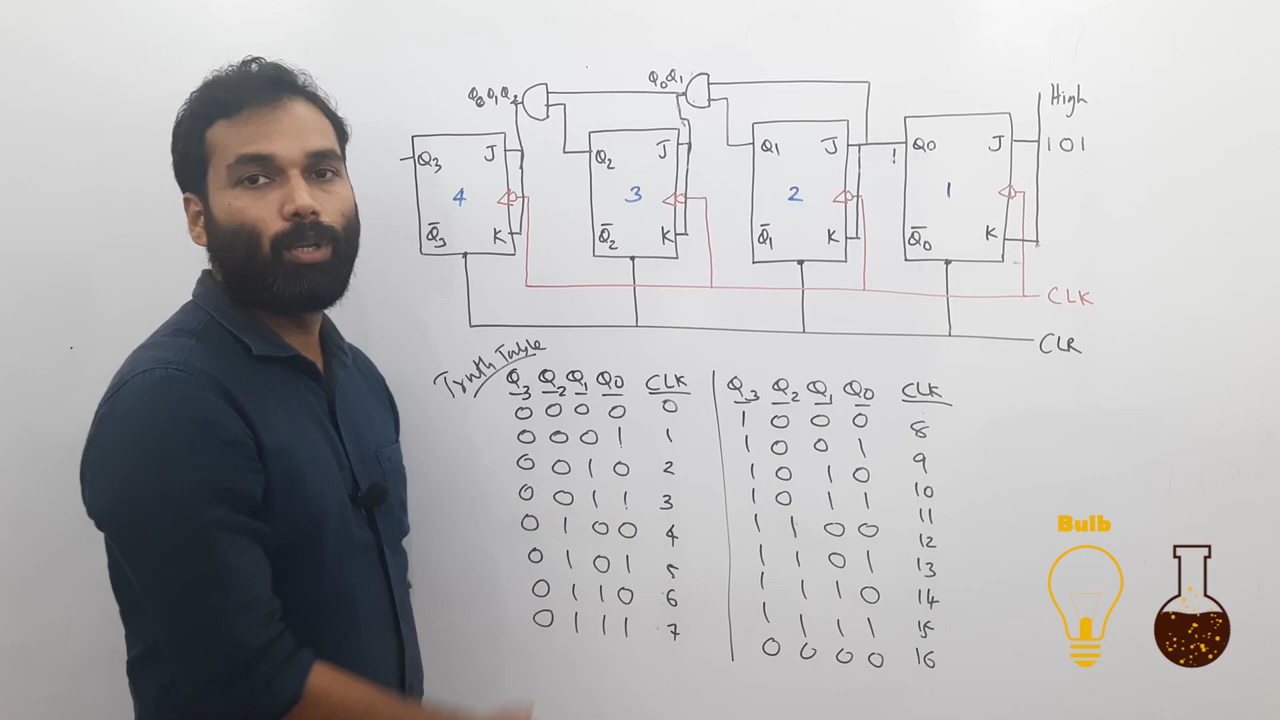 Q0Q1
Q0Q1Q2
High
Q3 J
Q2 J
Q1 J
Q0 J
1 0 1
4
3
2
1
Q̅3 K
Q̅2 K
Q̅1 K
Q̅0 K
CLK
CLR
Truth Table
Q3 Q2 Q1 Q0 CLK
0 0 0 0 0
0 0 0 1 1
0 0 1 0 2
0 0 1 1 3
0 1 0 0 4
0 1 0 1 5
0 1 1 0 6
0 1 1 1 7
Q3 Q2 Q1 Q0 CLK
1 0 0 0 8
1 0 0 1 9
1 0 1 0 10
1 0 1 1 11
1 1 0 0 12
1 1 0 1 13
1 1 1 0 14
1 1 1 1 15
0 0 0 0 16
Bulb